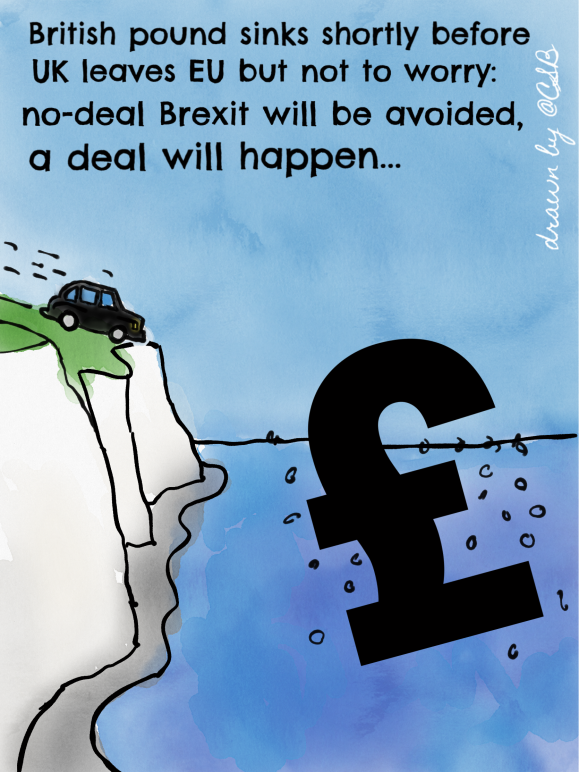 British pound sinks shortly before
UK leaves EU but not to worry:
no-deal Brexit will be avoided,
a deal will happen...
drawn by @CdB
£